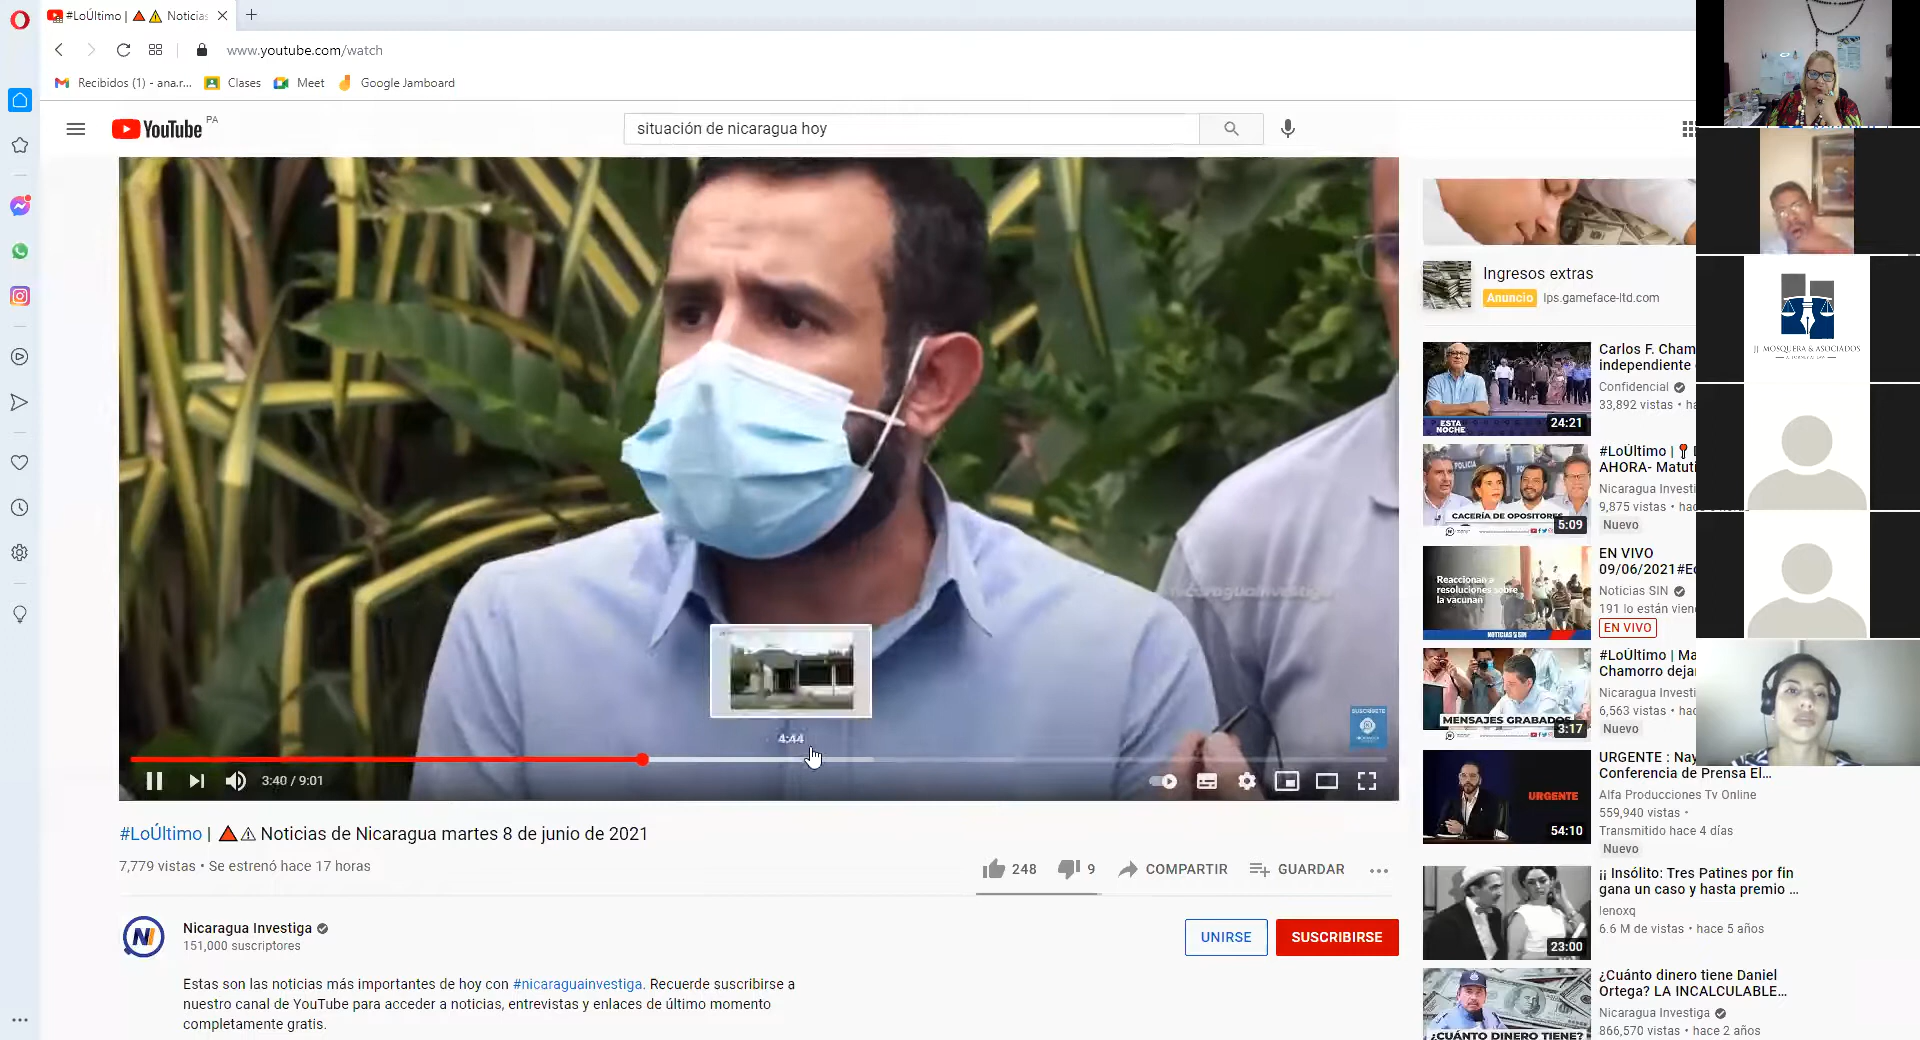 #LoÚltimo | 🔺⚠ Noticias
www.youtube.com/watch
Recibidos (1) - ana.r...
Clases
Meet
Google Jamboard
YouTube PA
situación de nicaragua hoy
SUSCRÍBETE
4:44
3:40 / 9:01
#LoÚltimo | 🔺⚠ Noticias de Nicaragua martes 8 de junio de 2021
7,779 vistas • Se estrenó hace 17 horas
248
9
COMPARTIR
GUARDAR
Nicaragua Investiga
151,000 suscriptores
UNIRSE
SUSCRIBIRSE
Estas son las noticias más importantes de hoy con #nicaraguainvestiga. Recuerde suscribirse a
nuestro canal de YouTube para acceder a noticias, entrevistas y enlaces de último momento
completamente gratis.
Ingresos extras
Anuncio lps.gameface-ltd.com
ESTA
NOCHE
24:21
Carlos F. Cham
independiente
Confidencial
33,892 vistas • ha
POLICIA
CACERÍA DE OPOSITORES
5:09
#LoÚltimo | 📍
AHORA- Matuti
Nicaragua Investi
9,875 vistas •
Nuevo
Reaccionan a
resoluciones sobre
la vacunan
NOTICIAS SIN
EN VIVO
09/06/2021#E
Noticias SIN
191 lo están vien
EN VIVO
MENSAJES GRABADOS
3:17
#LoÚltimo | Ma
Chamorro deja
Nicaragua Investi
6,563 vistas • ha
Nuevo
URGENTE
54:10
URGENTE : Nay
Conferencia de Prensa El...
Alfa Producciones Tv Online
559,940 vistas •
Transmitido hace 4 días
Nuevo
23:00
¡¡ Insólito: Tres Patines por fin
gana un caso y hasta premio ...
lenoxq
6.6 M de vistas • hace 5 años
¿CUÁNTO DINERO TIENE?
¿Cuánto dinero tiene Daniel
Ortega? LA INCALCULABLE...
Nicaragua Investiga
866,570 vistas • hace 2 años
JJ MOSQUERA & ASOCIADOS